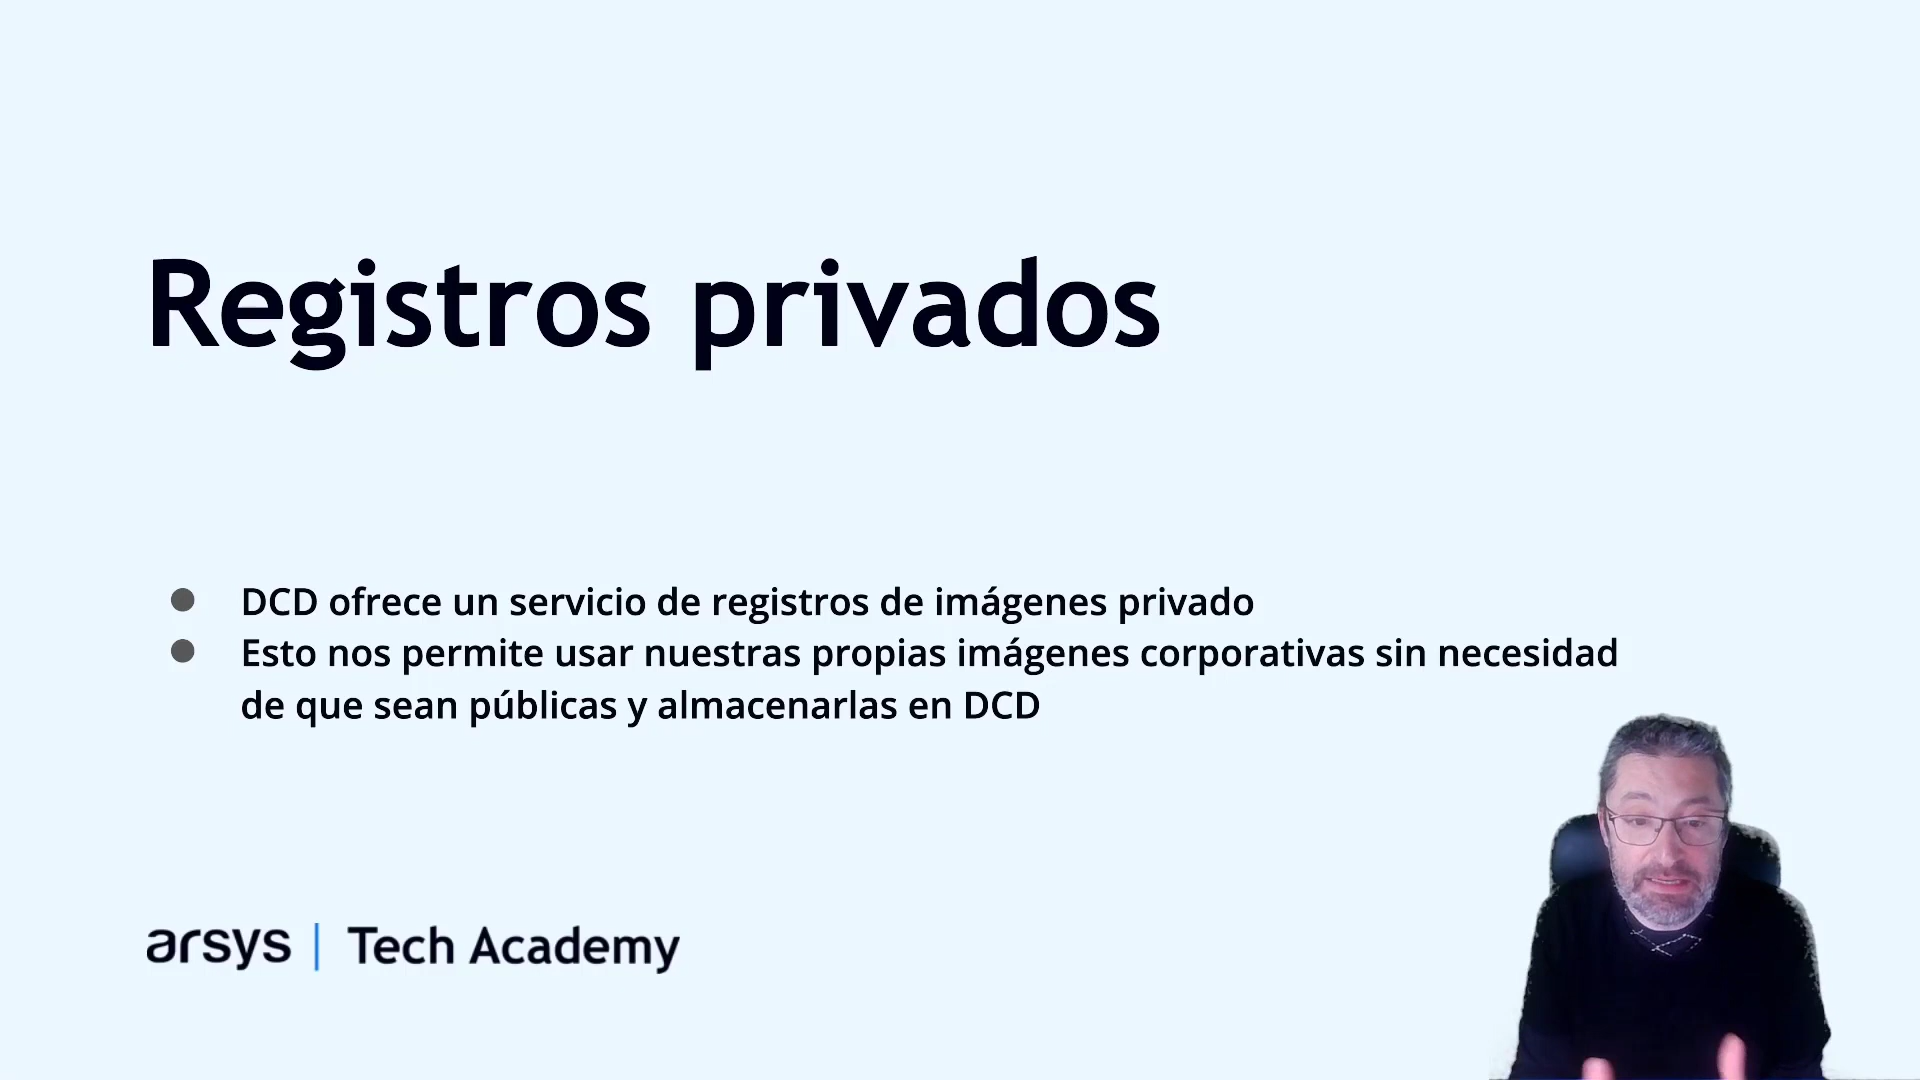 Registros privados
DCD ofrece un servicio de registros de imágenes privado
Esto nos permite usar nuestras propias imágenes corporativas sin necesidad
de que sean públicas y almacenarlas en DCD
arsys | Tech Academy